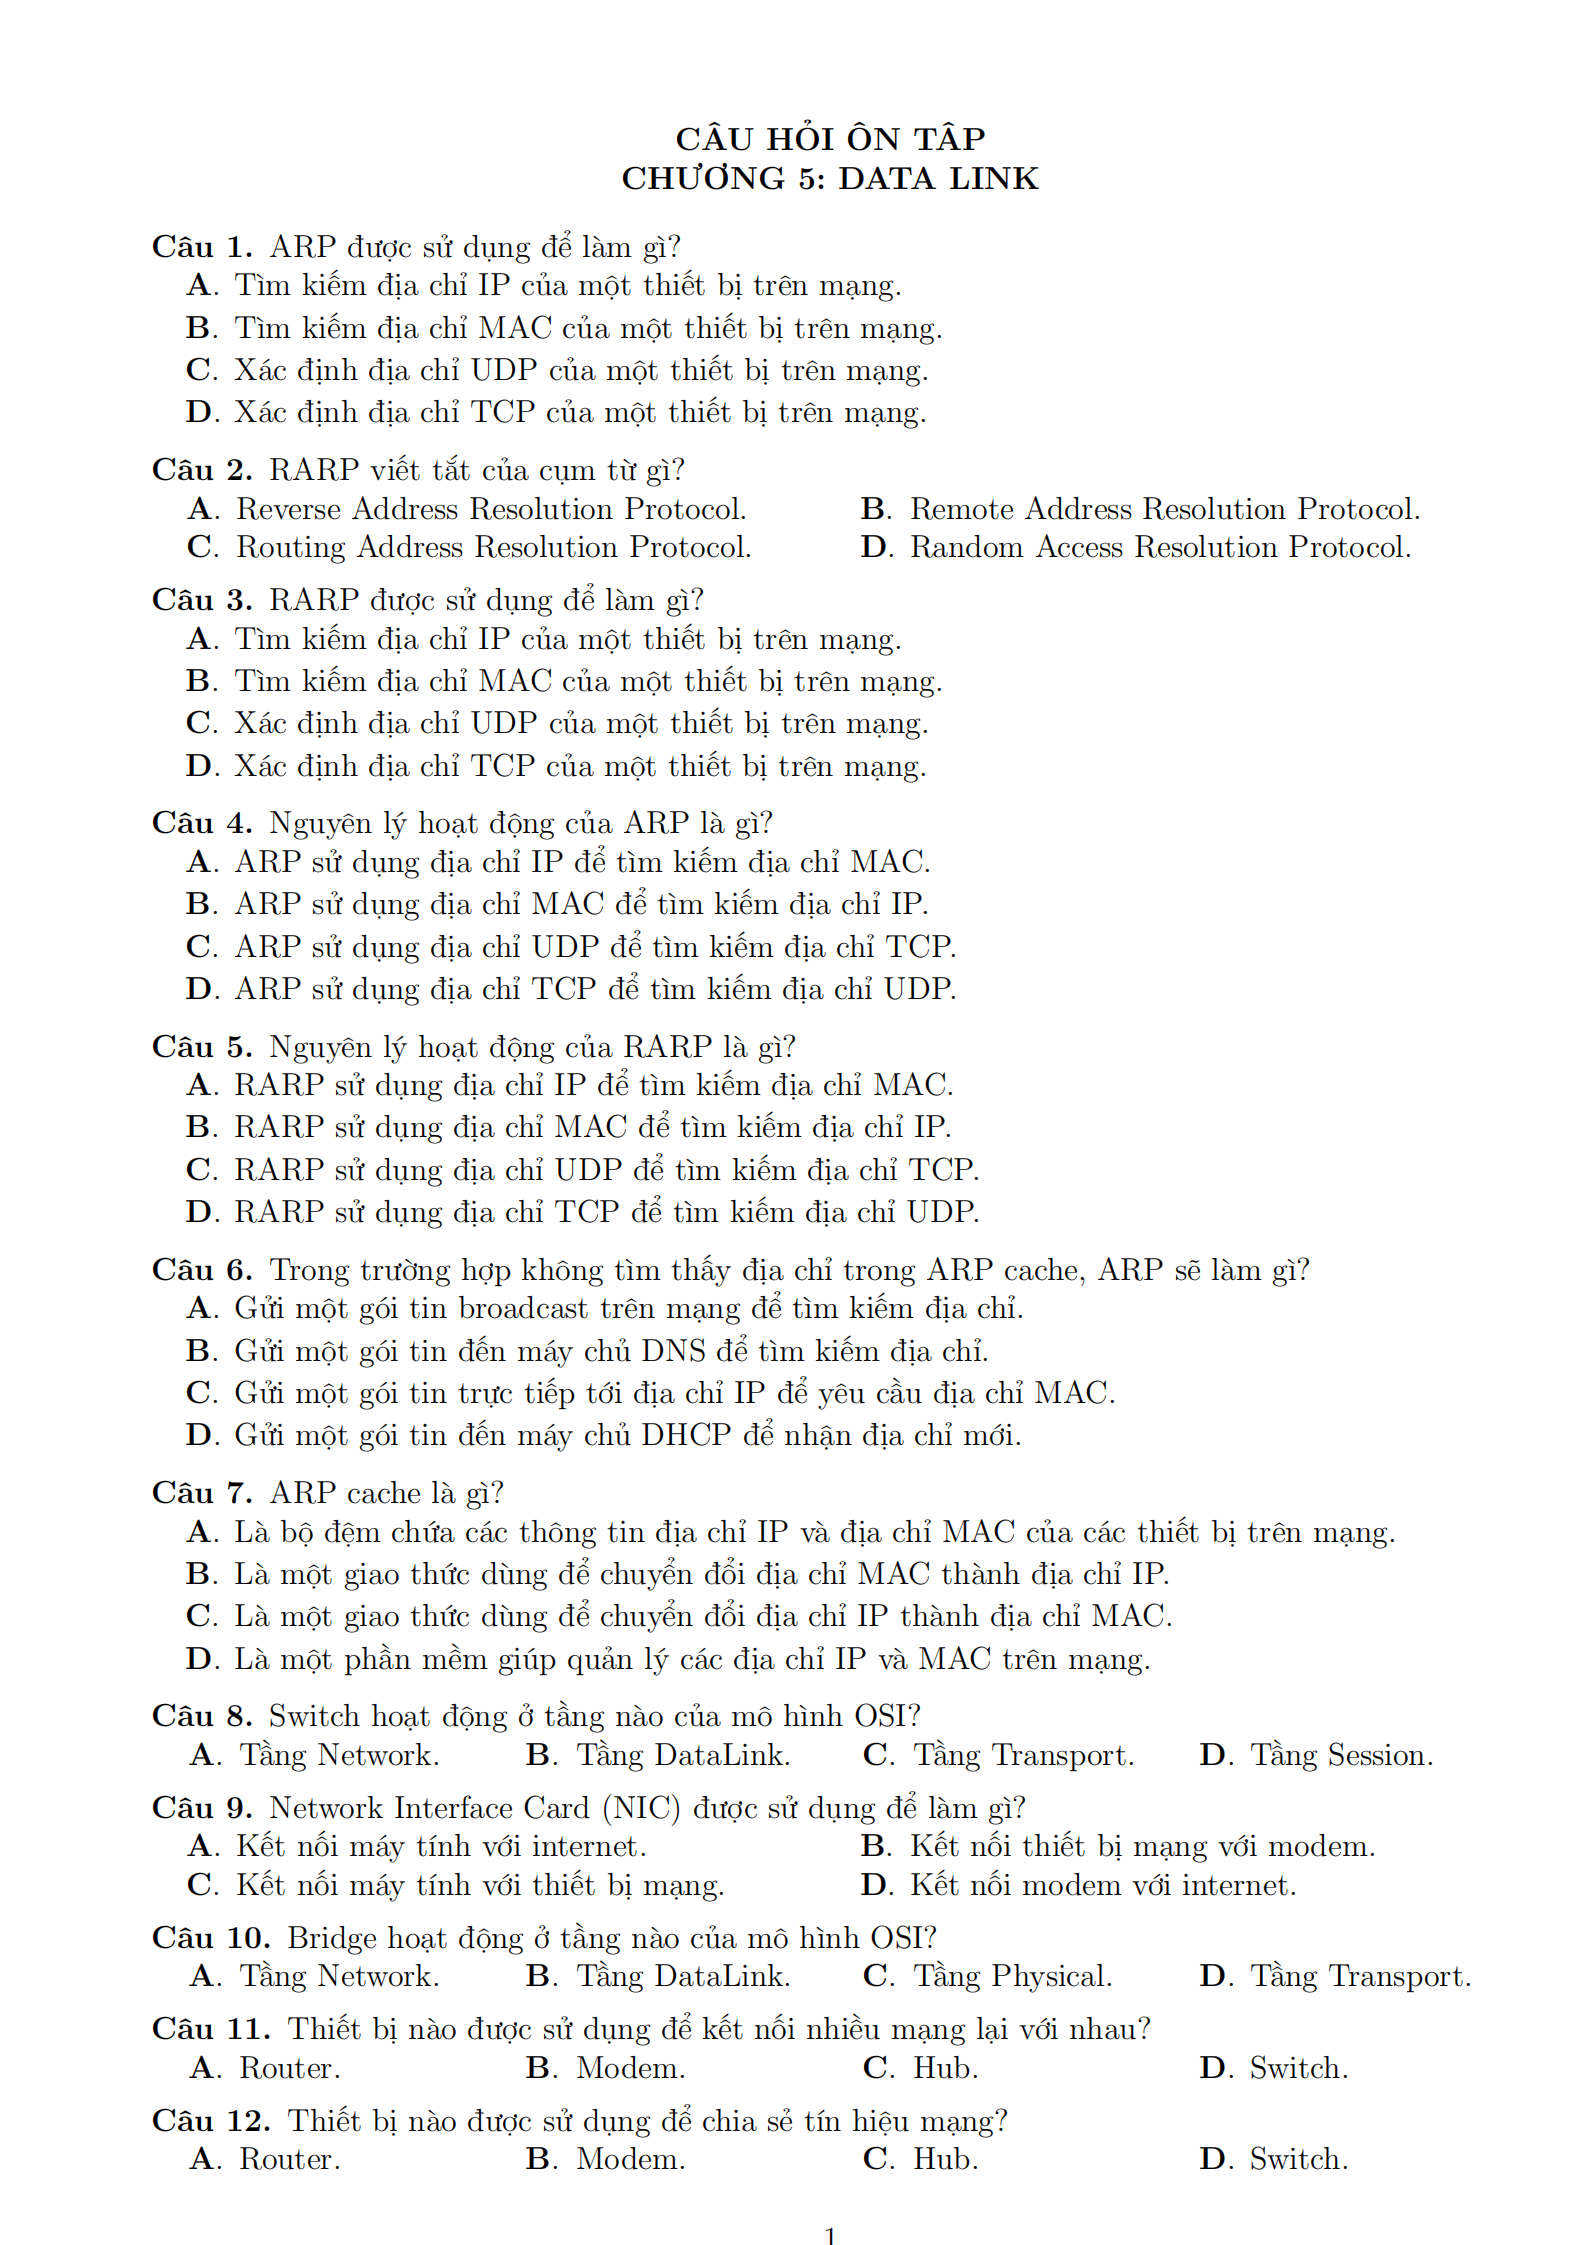 CÂU HỎI ÔN TẬP
CHƯƠNG 5: DATA LINK
Câu 1. ARP được sử dụng để làm gì?
A. Tìm kiếm địa chỉ IP của một thiết bị trên mạng.
B. Tìm kiếm địa chỉ MAC của một thiết bị trên mạng.
C. Xác định địa chỉ UDP của một thiết bị trên mạng.
D. Xác định địa chỉ TCP của một thiết bị trên mạng.
Câu 2. RARP viết tắt của cụm từ gì?
A. Reverse Address Resolution Protocol. B. Remote Address Resolution Protocol.
C. Routing Address Resolution Protocol. D. Random Access Resolution Protocol.
Câu 3. RARP được sử dụng để làm gì?
A. Tìm kiếm địa chỉ IP của một thiết bị trên mạng.
B. Tìm kiếm địa chỉ MAC của một thiết bị trên mạng.
C. Xác định địa chỉ UDP của một thiết bị trên mạng.
D. Xác định địa chỉ TCP của một thiết bị trên mạng.
Câu 4. Nguyên lý hoạt động của ARP là gì?
A. ARP sử dụng địa chỉ IP để tìm kiếm địa chỉ MAC.
B. ARP sử dụng địa chỉ MAC để tìm kiếm địa chỉ IP.
C. ARP sử dụng địa chỉ UDP để tìm kiếm địa chỉ TCP.
D. ARP sử dụng địa chỉ TCP để tìm kiếm địa chỉ UDP.
Câu 5. Nguyên lý hoạt động của RARP là gì?
A. RARP sử dụng địa chỉ IP để tìm kiếm địa chỉ MAC.
B. RARP sử dụng địa chỉ MAC để tìm kiếm địa chỉ IP.
C. RARP sử dụng địa chỉ UDP để tìm kiếm địa chỉ TCP.
D. RARP sử dụng địa chỉ TCP để tìm kiếm địa chỉ UDP.
Câu 6. Trong trường hợp không tìm thấy địa chỉ trong ARP cache, ARP sẽ làm gì?
A. Gửi một gói tin broadcast trên mạng để tìm kiếm địa chỉ.
B. Gửi một gói tin đến máy chủ DNS để tìm kiếm địa chỉ.
C. Gửi một gói tin trực tiếp tới địa chỉ IP để yêu cầu địa chỉ MAC.
D. Gửi một gói tin đến máy chủ DHCP để nhận địa chỉ mới.
Câu 7. ARP cache là gì?
A. Là bộ đệm chứa các thông tin địa chỉ IP và địa chỉ MAC của các thiết bị trên mạng.
B. Là một giao thức dùng để chuyển đổi địa chỉ MAC thành địa chỉ IP.
C. Là một giao thức dùng để chuyển đổi địa chỉ IP thành địa chỉ MAC.
D. Là một phần mềm giúp quản lý các địa chỉ IP và MAC trên mạng.
Câu 8. Switch hoạt động ở tầng nào của mô hình OSI?
A. Tầng Network. B. Tầng DataLink. C. Tầng Transport. D. Tầng Session.
Câu 9. Network Interface Card (NIC) được sử dụng để làm gì?
A. Kết nối máy tính với internet. B. Kết nối thiết bị mạng với modem.
C. Kết nối máy tính với thiết bị mạng. D. Kết nối modem với internet.
Câu 10. Bridge hoạt động ở tầng nào của mô hình OSI?
A. Tầng Network. B. Tầng DataLink. C. Tầng Physical. D. Tầng Transport.
Câu 11. Thiết bị nào được sử dụng để kết nối nhiều mạng lại với nhau?
A. Router. B. Modem. C. Hub. D. Switch.
Câu 12. Thiết bị nào được sử dụng để chia sẻ tín hiệu mạng?
A. Router. B. Modem. C. Hub. D. Switch.
1